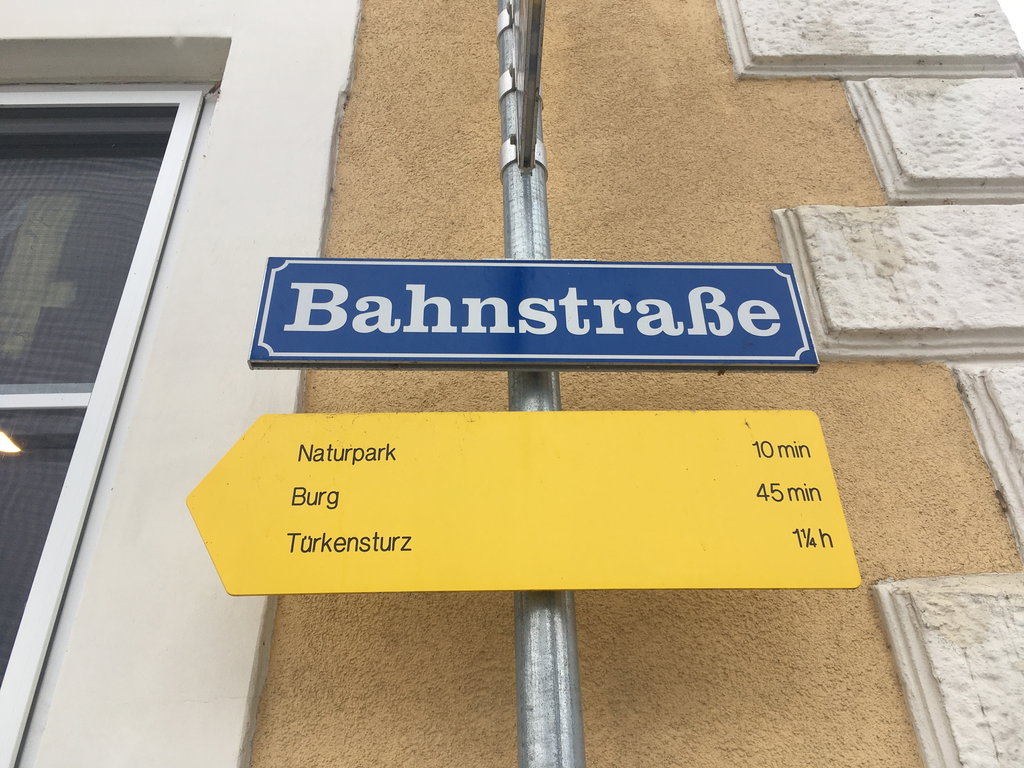 Bahnstraße
Naturpark 10 min
Burg 45 min
Türkensturz 1¼ h